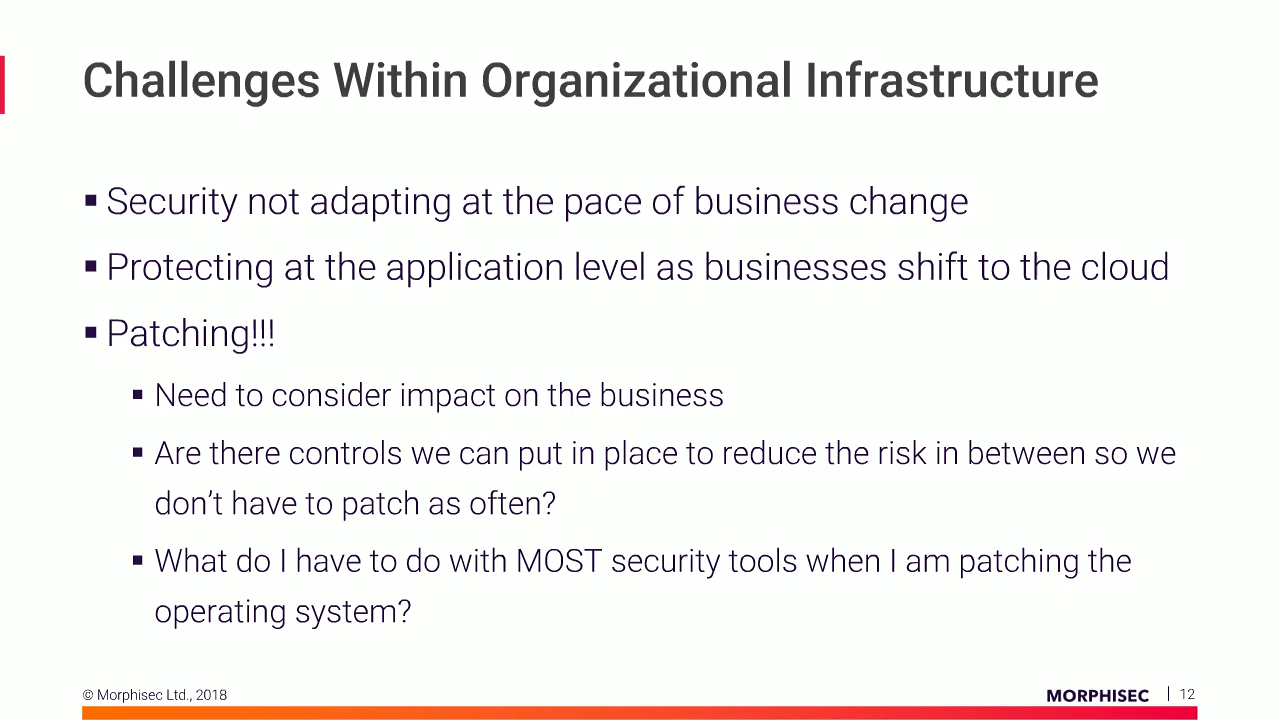 Challenges Within Organizational Infrastructure
▪ Security not adapting at the pace of business change
▪ Protecting at the application level as businesses shift to the cloud
▪ Patching!!!
▪ Need to consider impact on the business
▪ Are there controls we can put in place to reduce the risk in between so we
don’t have to patch as often?
▪ What do I have to do with MOST security tools when I am patching the
operating system?
© Morphisec Ltd., 2018
MORPHISEC | 12